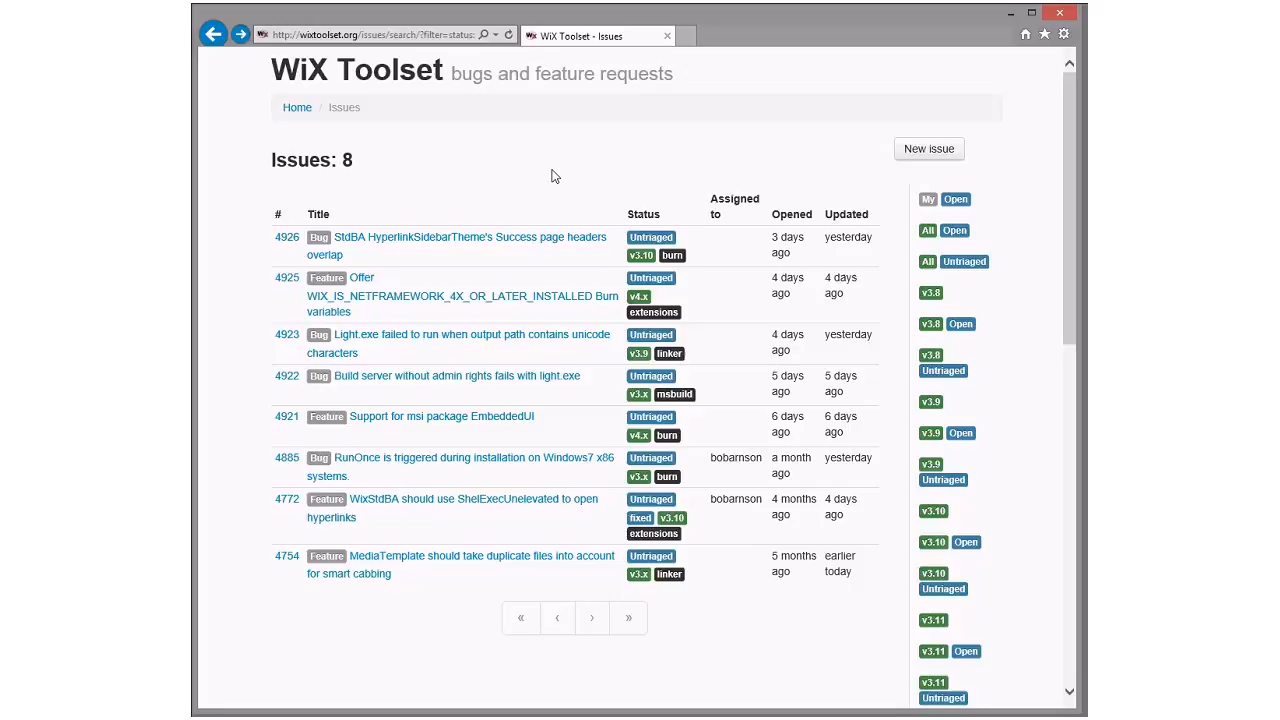 http://wixtoolset.org/issues/search/?filter=status:
WiX Toolset - Issues
WiX Toolset bugs and feature requests
Home / Issues
Issues: 8
New issue
# Title Status Assigned to Opened Updated
4926 Bug StdBA HyperlinkSidebarTheme's Success page headers Untriaged 3 days yesterday
overlap v3.10 burn ago
4925 Feature Offer Untriaged 4 days 4 days
WIX_IS_NETFRAMEWORK_4X_OR_LATER_INSTALLED Burn v4.x ago ago
variables extensions
4923 Bug Light.exe failed to run when output path contains unicode Untriaged 4 days yesterday
characters v3.9 linker ago
4922 Bug Build server without admin rights fails with light.exe Untriaged 5 days 5 days
v3.x msbuild ago ago
4921 Feature Support for msi package EmbeddedUI Untriaged 6 days 6 days
v4.x burn ago ago
4885 Bug RunOnce is triggered during installation on Windows7 x86 Untriaged bobarnson a month yesterday
systems. v3.x burn ago
4772 Feature WixStdBA should use ShelExecUnelevated to open Untriaged bobarnson 4 months 4 days
hyperlinks fixed v3.10 ago ago
extensions
4754 Feature MediaTemplate should take duplicate files into account Untriaged 5 months earlier
for smart cabbing v3.x linker ago today
« ‹ › »
My Open
All Open
All Untriaged
v3.8
v3.8 Open
v3.8
Untriaged
v3.9
v3.9 Open
v3.9
Untriaged
v3.10
v3.10 Open
v3.10
Untriaged
v3.11
v3.11 Open
v3.11
Untriaged